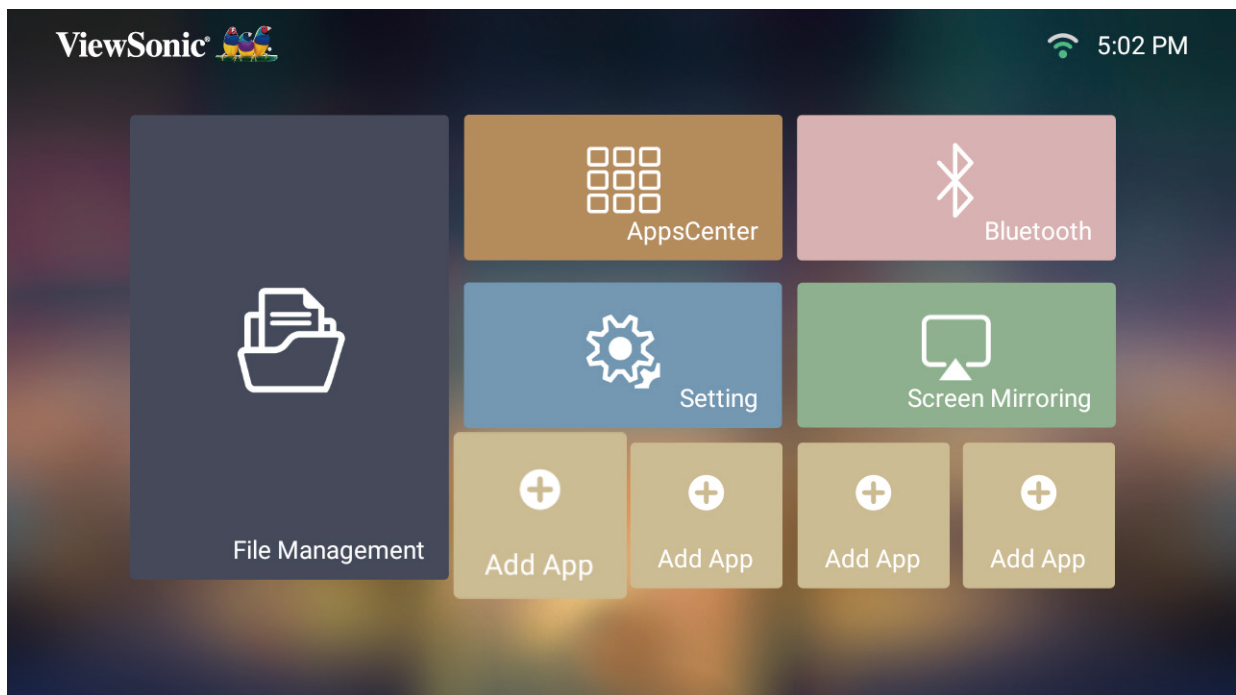 ViewSonic®
5:02 PM
AppsCenter
Bluetooth
Setting
Screen Mirroring
File Management
Add App
Add App
Add App
Add App